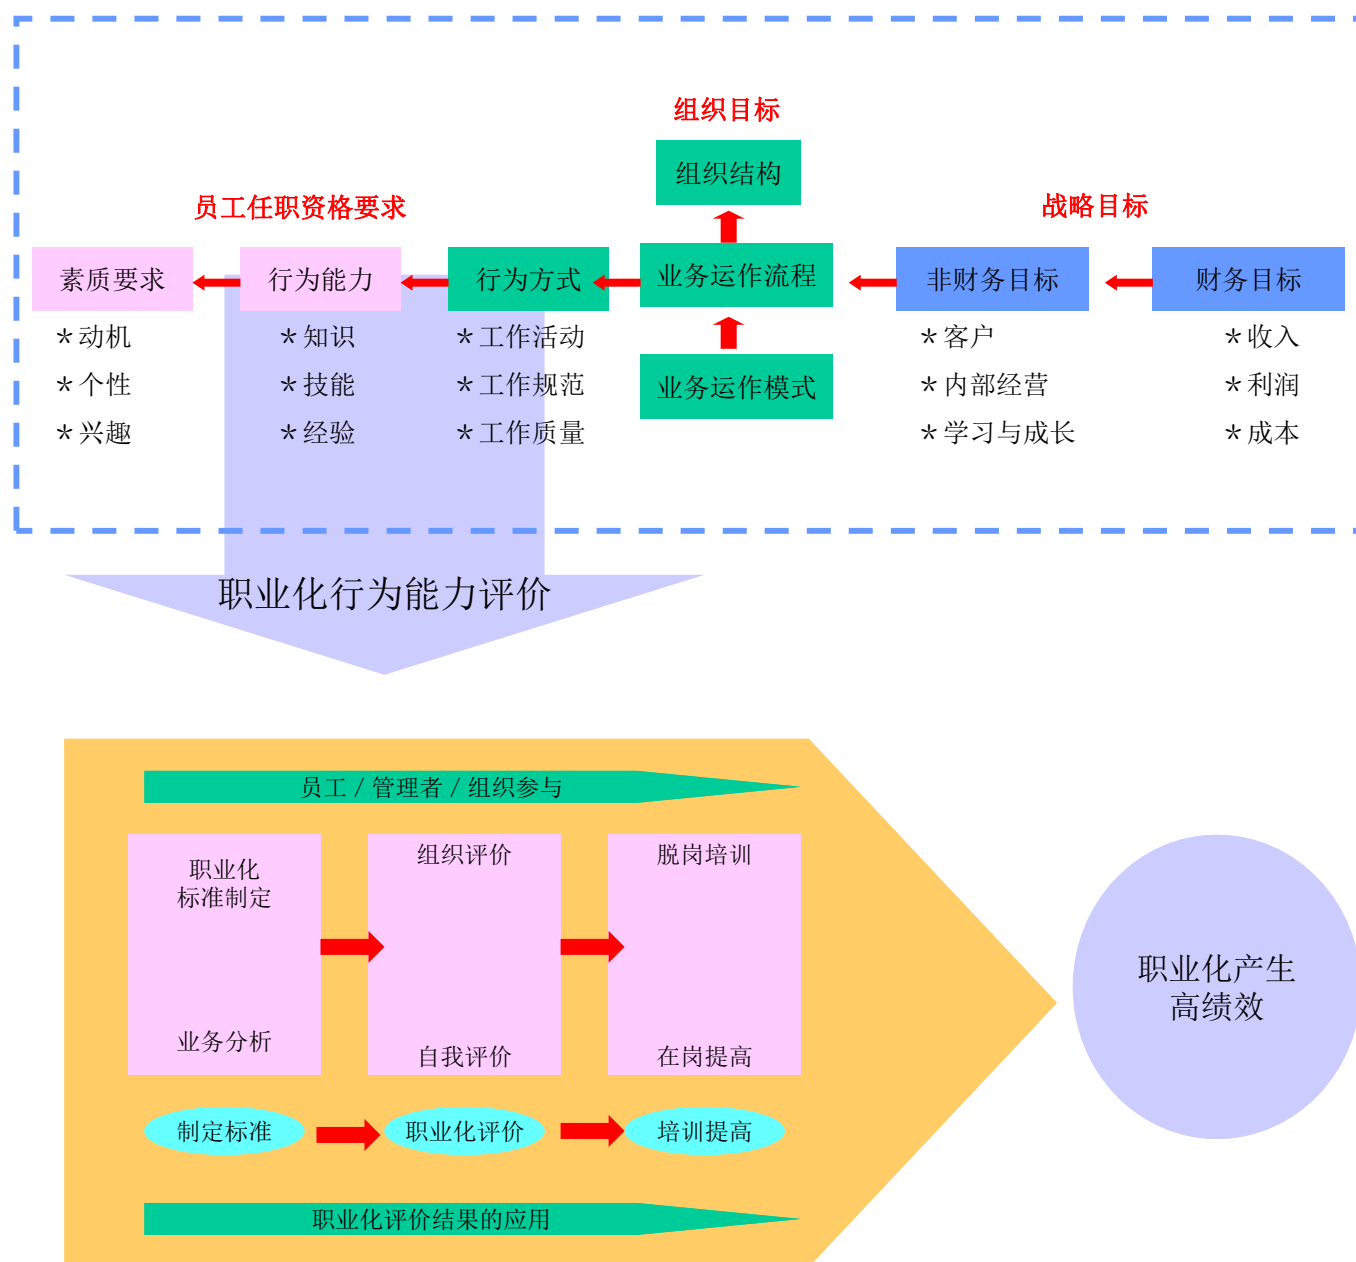 组织目标
组织结构
员工任职资格要求
战略目标
素质要求
行为能力
行为方式
业务运作流程
非财务目标
财务目标
＊动机
＊知识
＊工作活动
＊客户
＊收入
＊个性
＊技能
＊工作规范
业务运作模式
＊内部经营
＊利润
＊兴趣
＊经验
＊工作质量
＊学习与成长
＊成本
职业化行为能力评价
员工 / 管理者 / 组织参与
职业化
标准制定
组织评价
脱岗培训
业务分析
自我评价
在岗提高
职业化产生
高绩效
制定标准
职业化评价
培训提高
职业化评价结果的应用